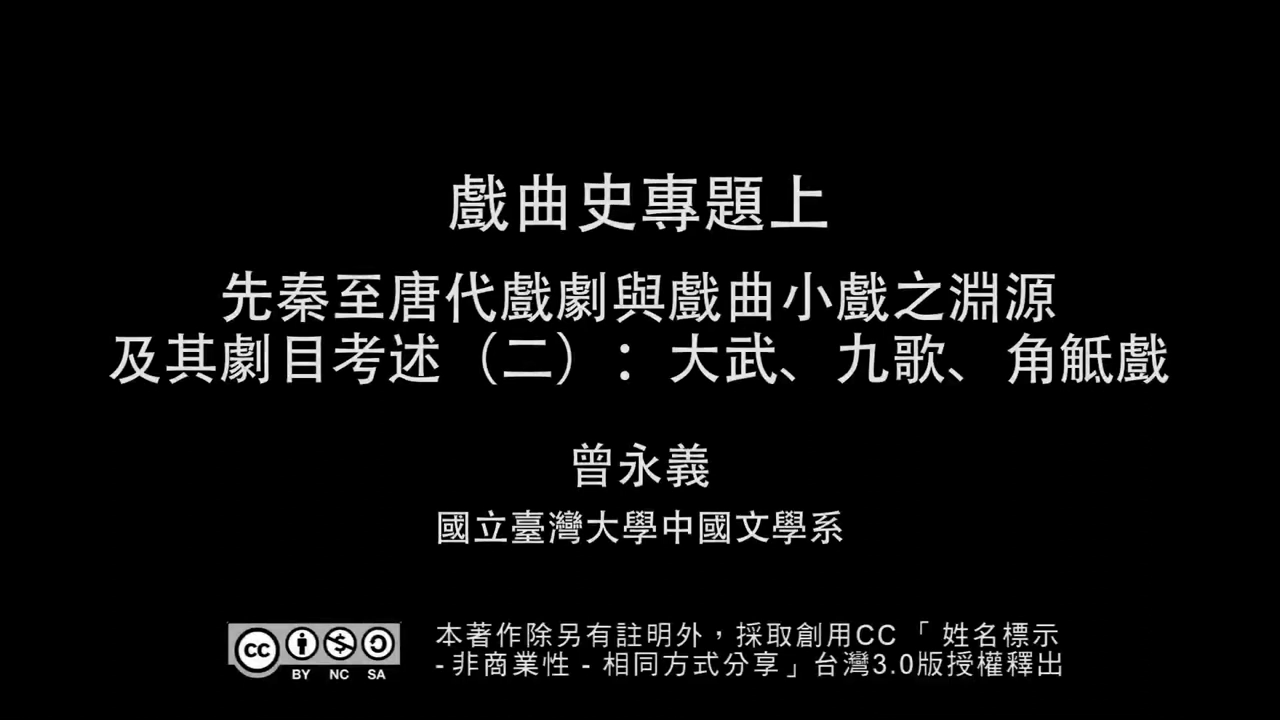 戲曲史專題上
先秦至唐代戲劇與戲曲小戲之淵源
及其劇目考述（二）：大武、九歌、角觝戲
曾永義
國立臺灣大學中國文學系
本著作除另有註明外，採取創用CC「姓名標示
-非商業性-相同方式分享」台灣3.0版授權釋出
cc
BY NC SA